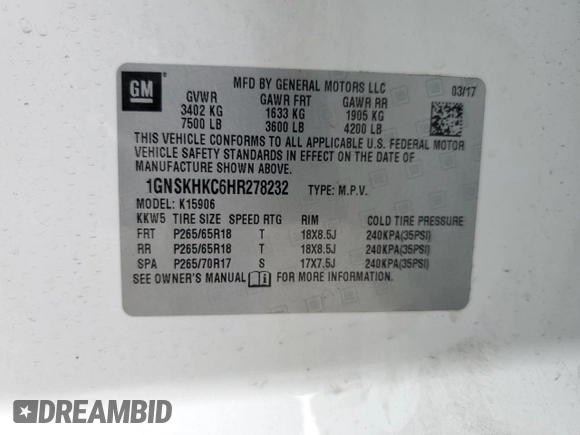 GM
MFD BY GENERAL MOTORS LLC
03/17
GVWR GAWR FRT GAWR RR
3402 KG 1633 KG 1905 KG
7500 LB 3600 LB 4200 LB
THIS VEHICLE CONFORMS TO ALL APPLICABLE U.S. FEDERAL MOTOR
VEHICLE SAFETY STANDARDS IN EFFECT ON THE DATE OF
MANUFACTURE SHOWN ABOVE.
1GNSKHKC6HR278232 TYPE: M.P.V.
MODEL: K15906
KKW5 TIRE SIZE SPEED RTG RIM COLD TIRE PRESSURE
FRT P265/65R18 T 18X8.5J 240KPA(35PSI)
RR P265/65R18 T 18X8.5J 240KPA(35PSI)
SPA P265/70R17 S 17X7.5J 240KPA(35PSI)
SEE OWNER'S MANUAL FOR MORE INFORMATION.
DREAMBID